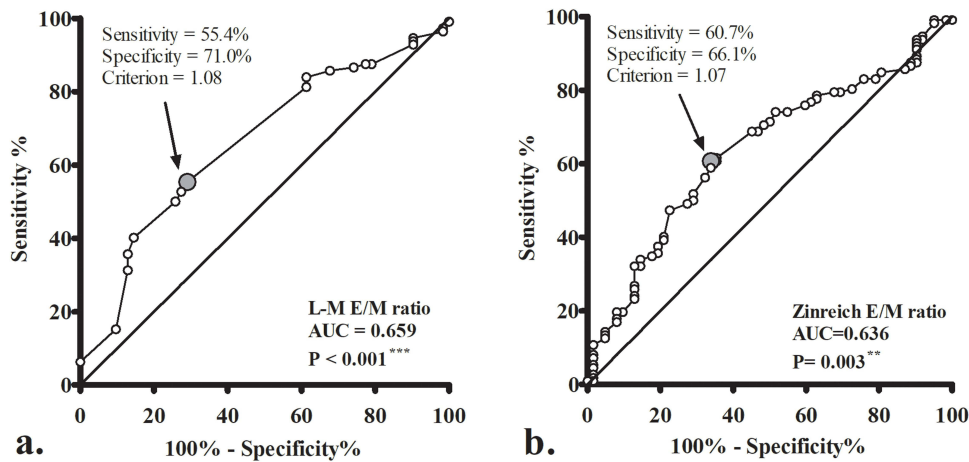 Sensitivity = 55.4%
Specificity = 71.0%
Criterion = 1.08
100
80
60
40
20
0
Sensitivity %
L-M E/M ratio
AUC = 0.659
P < 0.001***
0 20 40 60 80 100
100% - Specificity%
a.
Sensitivity = 60.7%
Specificity = 66.1%
Criterion = 1.07
100
80
60
40
20
0
Sensitivity %
Zinreich E/M ratio
AUC=0.636
P= 0.003**
0 20 40 60 80 100
100% - Specificity%
b.